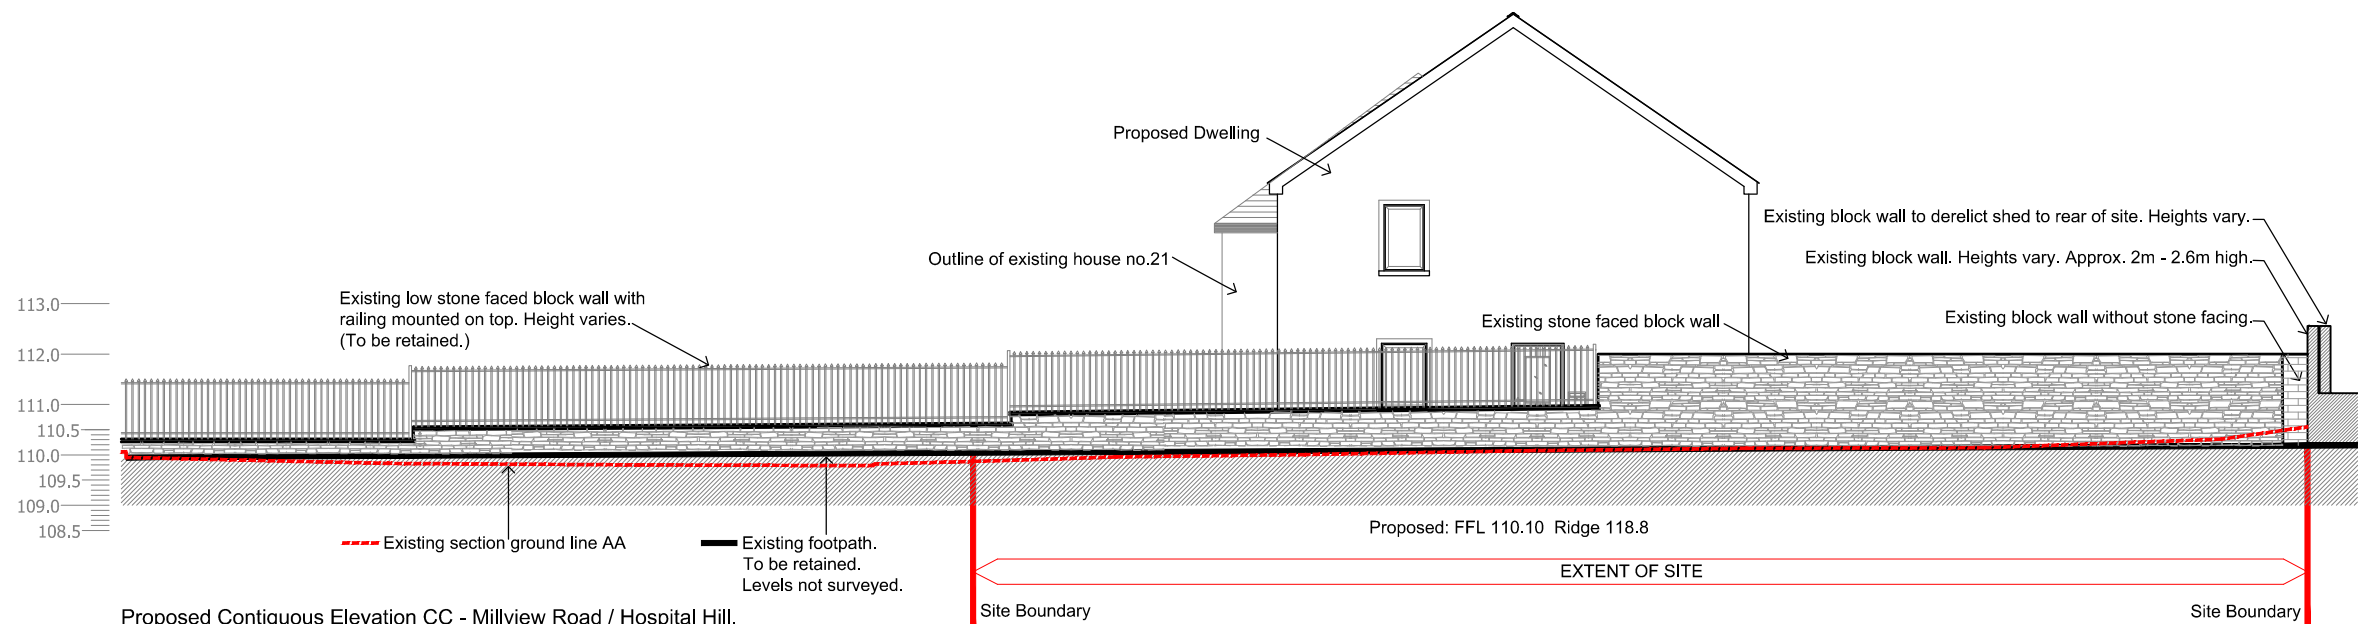 Proposed Dwelling
Existing block wall to derelict shed to rear of site. Heights vary.
Outline of existing house no.21
Existing block wall. Heights vary. Approx. 2m - 2.6m high.
Existing low stone faced block wall with
railing mounted on top. Height varies.
(To be retained.)
Existing stone faced block wall
Existing block wall without stone facing.
113.0
112.0
111.0
110.5
110.0
109.5
109.0
108.5
Proposed: FFL 110.10 Ridge 118.8
Existing section ground line AA
Existing footpath.
To be retained.
Levels not surveyed.
EXTENT OF SITE
Site Boundary
Site Boundary
Proposed Contiguous Elevation CC - Millview Road / Hospital Hill.